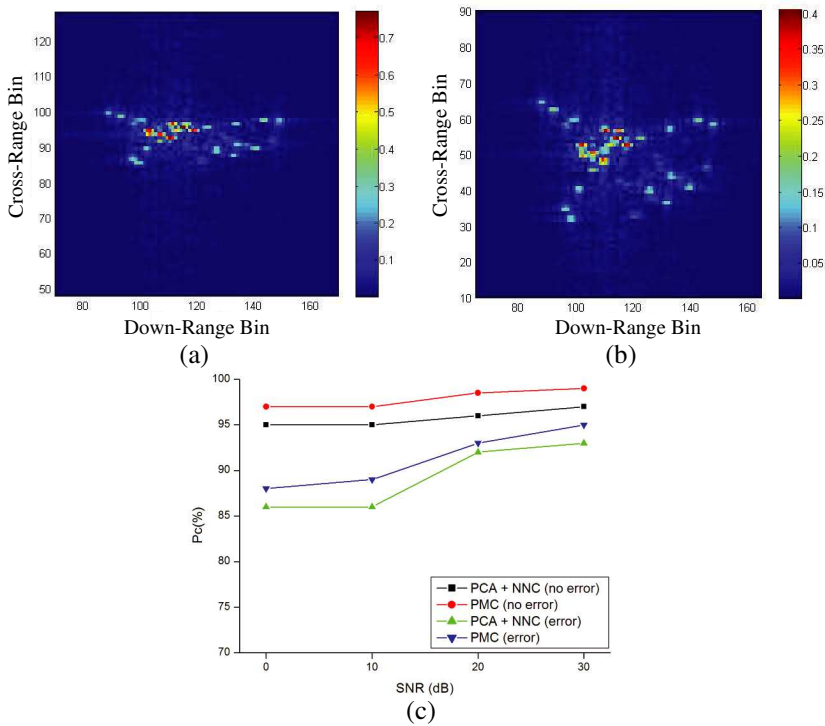 120
110
100
90
80
70
60
50
Cross-Range Bin
80 100 120 140 160
Down-Range Bin
0.7
0.6
0.5
0.4
0.3
0.2
0.1
(a)
90
80
70
60
50
40
30
20
10
Cross-Range Bin
80 100 120 140 160
Down-Range Bin
0.4
0.35
0.3
0.25
0.2
0.15
0.1
0.05
(b)
100
95
90
85
80
75
70
Pc(%)
PCA + NNC (no error)
PMC (no error)
PCA + NNC (error)
PMC (error)
0 10 20 30
SNR (dB)
(c)